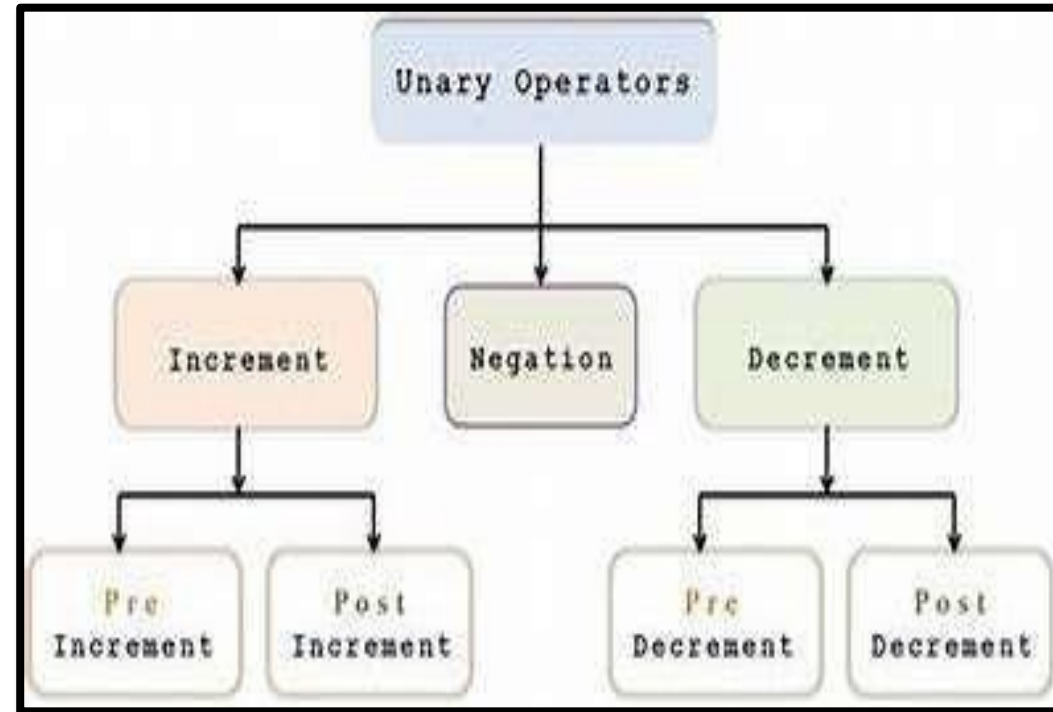 Unary Operators
Increment
Negation
Decrement
Pre
Increment
Post
Increment
Pre
Decrement
Post
Decrement